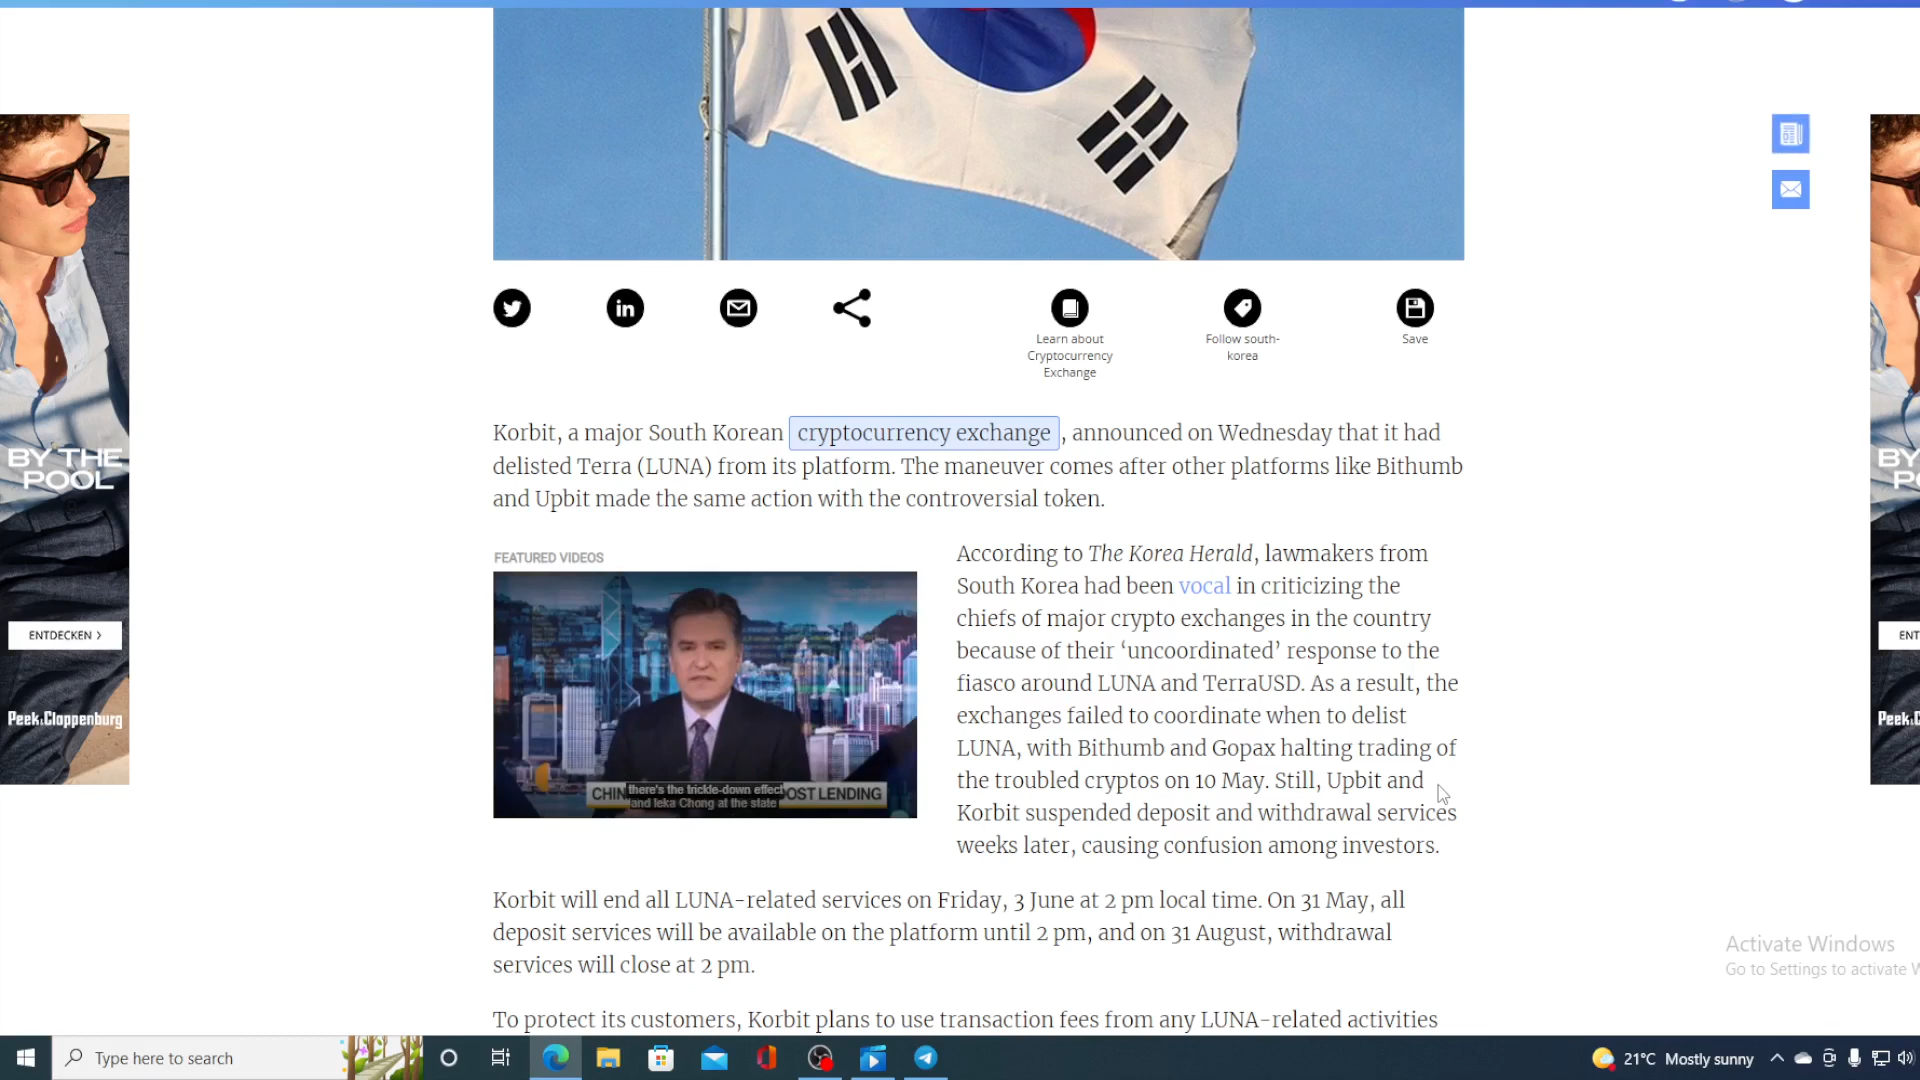 Learn about
Cryptocurrency
Exchange
Follow south-
korea
Save
Korbit, a major South Korean cryptocurrency exchange , announced on Wednesday that it had
delisted Terra (LUNA) from its platform. The maneuver comes after other platforms like Bithumb
and Upbit made the same action with the controversial token.
FEATURED VIDEOS
there's the trickle-down effect
and leka Chong at the state
CHIN
OST LENDING
According to The Korea Herald, lawmakers from
South Korea had been vocal in criticizing the
chiefs of major crypto exchanges in the country
because of their ‘uncoordinated’ response to the
fiasco around LUNA and TerraUSD. As a result, the
exchanges failed to coordinate when to delist
LUNA, with Bithumb and Gopax halting trading of
the troubled cryptos on 10 May. Still, Upbit and
Korbit suspended deposit and withdrawal services
weeks later, causing confusion among investors.
Korbit will end all LUNA-related services on Friday, 3 June at 2 pm local time. On 31 May, all
deposit services will be available on the platform until 2 pm, and on 31 August, withdrawal
services will close at 2 pm.
To protect its customers, Korbit plans to use transaction fees from any LUNA-related activities
BY THE
POOL
ENTDECKEN >
Peek&Cloppenburg
BY
PO
ENT
Peek&C
Activate Windows
Go to Settings to activate W
Type here to search
21°C Mostly sunny